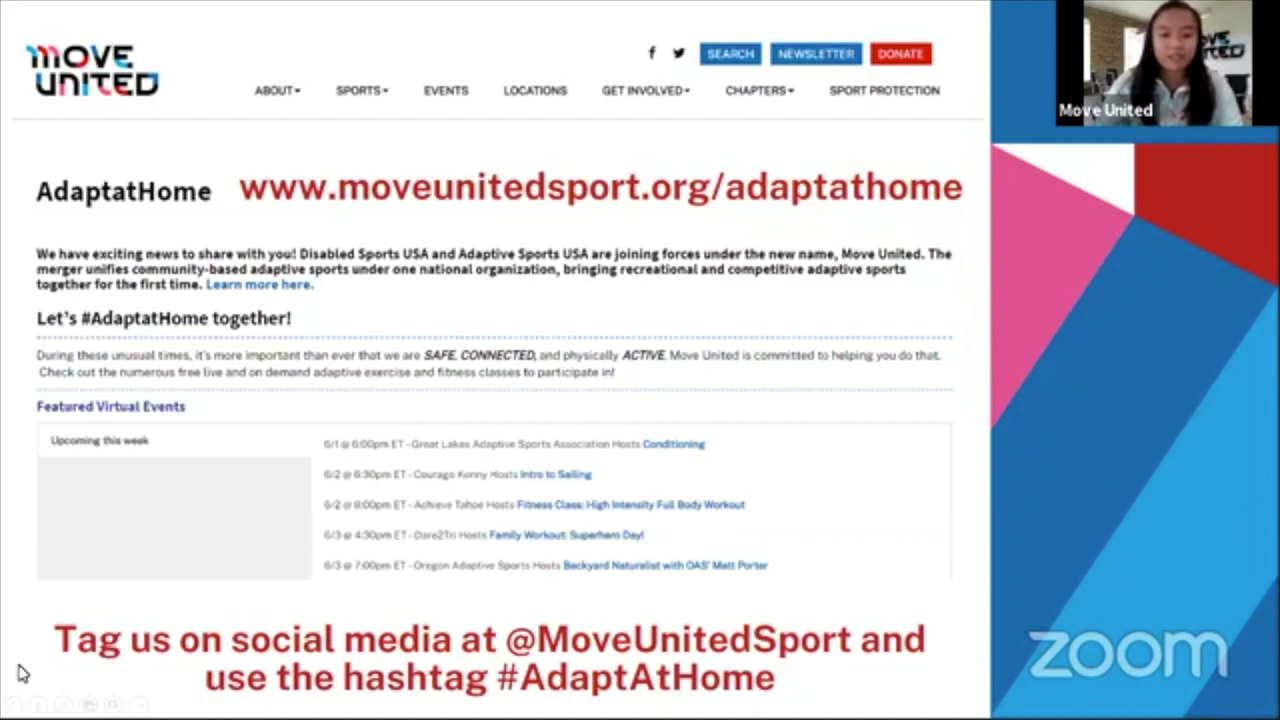 MOVE UNITED
SEARCH NEWSLETTER DONATE
ABOUT SPORTS EVENTS LOCATIONS GET INVOLVED CHAPTERS SPORT PROTECTION
Move United
AdaptatHome www.moveunitedsport.org/adaptathome
We have exciting news to share with you! Disabled Sports USA and Adaptive Sports USA are joining forces under the new name, Move United. The
merger unifies community-based adaptive sports under one national organization, bringing recreational and competitive adaptive sports
together for the first time. Learn more here.
Let's #AdaptatHome together!
During these unusual times, it's more important than ever that we are SAFE, CONNECTED, and physically ACTIVE. Move United is committed to helping you do that.
Check out the numerous free live and on demand adaptive exercise and fitness classes to participate in!
Featured Virtual Events
Upcoming this week
6/1 @ 6:00pm ET - Great Lakes Adaptive Sports Association Hosts Conditioning
6/2 @ 6:30pm ET - Courage Kenny Hosts Intro to Sailing
6/2 @ 8:00pm ET - Achieve Tahoe Hosts Fitness Class: High Intensity Full Body Workout
6/3 @ 4:30pm ET - Dare2Tri Hosts Family Workout: Superhero Day!
6/3 @ 7:00pm ET - Oregon Adaptive Sports Hosts Backyard Naturalist with OAS' Matt Porter
Tag us on social media at @MoveUnitedSport and
use the hashtag #AdaptAtHome
zoom